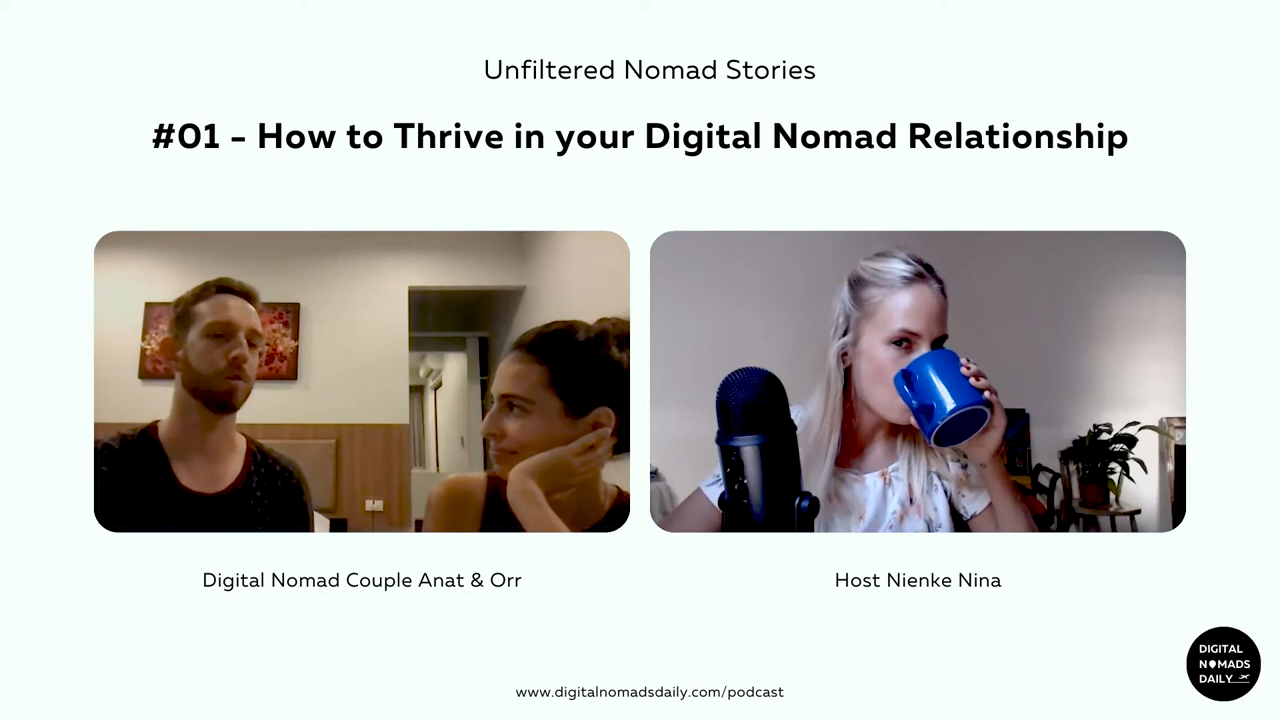 Unfiltered Nomad Stories
#01 - How to Thrive in your Digital Nomad Relationship
Digital Nomad Couple Anat & Orr
Host Nienke Nina
www.digitalnomadsdaily.com/podcast
DIGITAL
NOMADS
DAILY